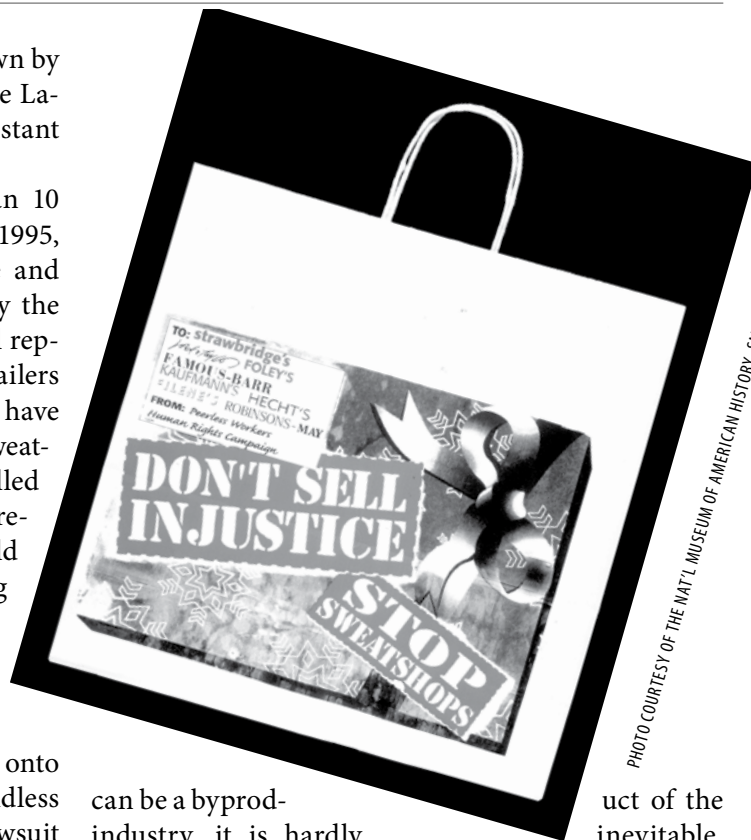 wn by
e La-
stant
an 10
1995,
and
y the
rep-
ailers
have
weat-
lled
re-
ld
g
onto
dless
wsuit
TO: Strawbridge's
FOLEY'S
FAMOUS-BARR
KAUFMANN'S HECHT'S
FILENE'S ROBINSONS-MAY
FROM: Peerless Workers
Human Rights Campaign
DON'T SELL
INJUSTICE
STOP
SWEATSHOPS
PHOTO COURTESY OF THE NAT'L MUSEUM OF AMERICAN HISTORY,
can be a byprod-
uct of the
industry, it is hardly
inevitable